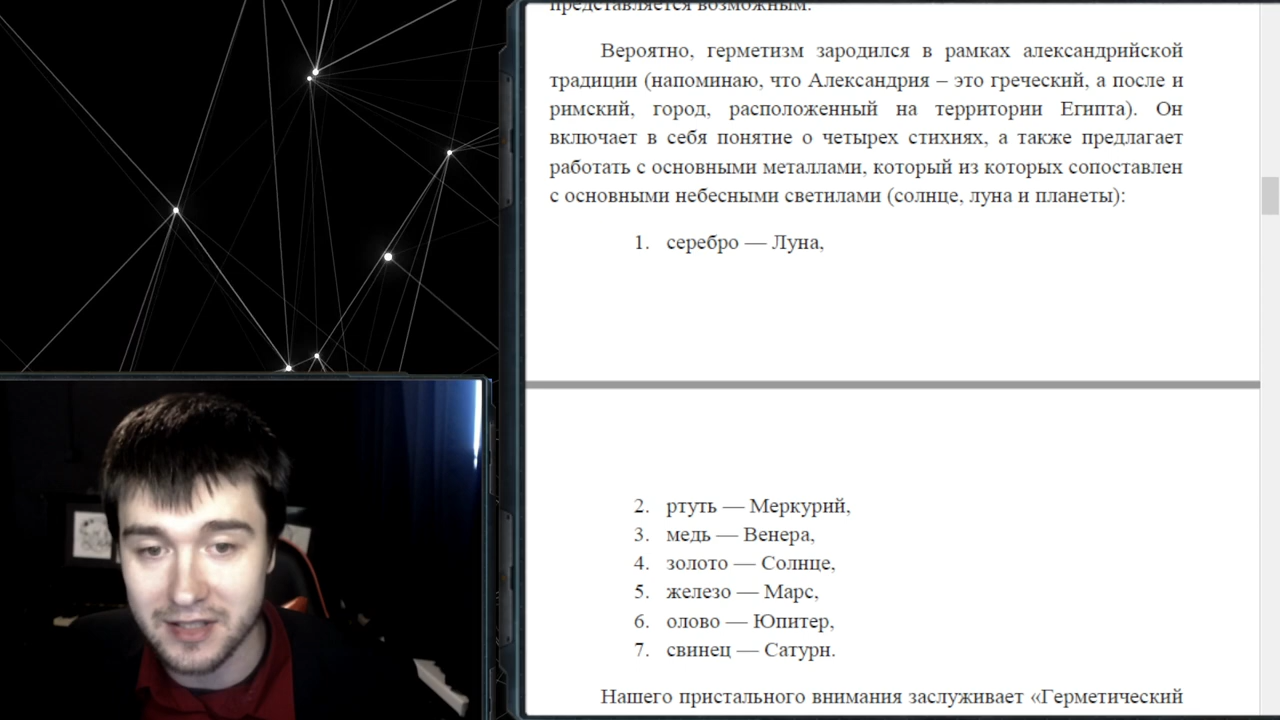 представляется возможным.
Вероятно, герметизм зародился в рамках александрийской
традиции (напоминаю, что Александрия – это греческий, а после и
римский, город, расположенный на территории Египта). Он
включает в себя понятие о четырех стихиях, а также предлагает
работать с основными металлами, который из которых сопоставлен
с основными небесными светилами (солнце, луна и планеты):
1. серебро — Луна,
2. ртуть — Меркурий,
3. медь — Венера,
4. золото — Солнце,
5. железо — Марс,
6. олово — Юпитер,
7. свинец — Сатурн.
Нашего пристального внимания заслуживает «Герметический